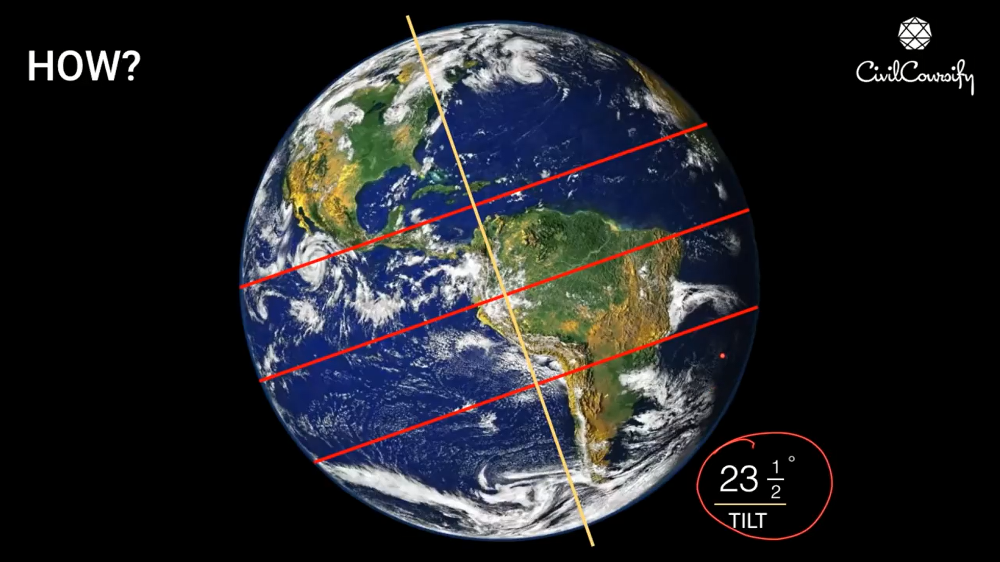 HOW?
CivilCoursify
23 1/2°
TILT